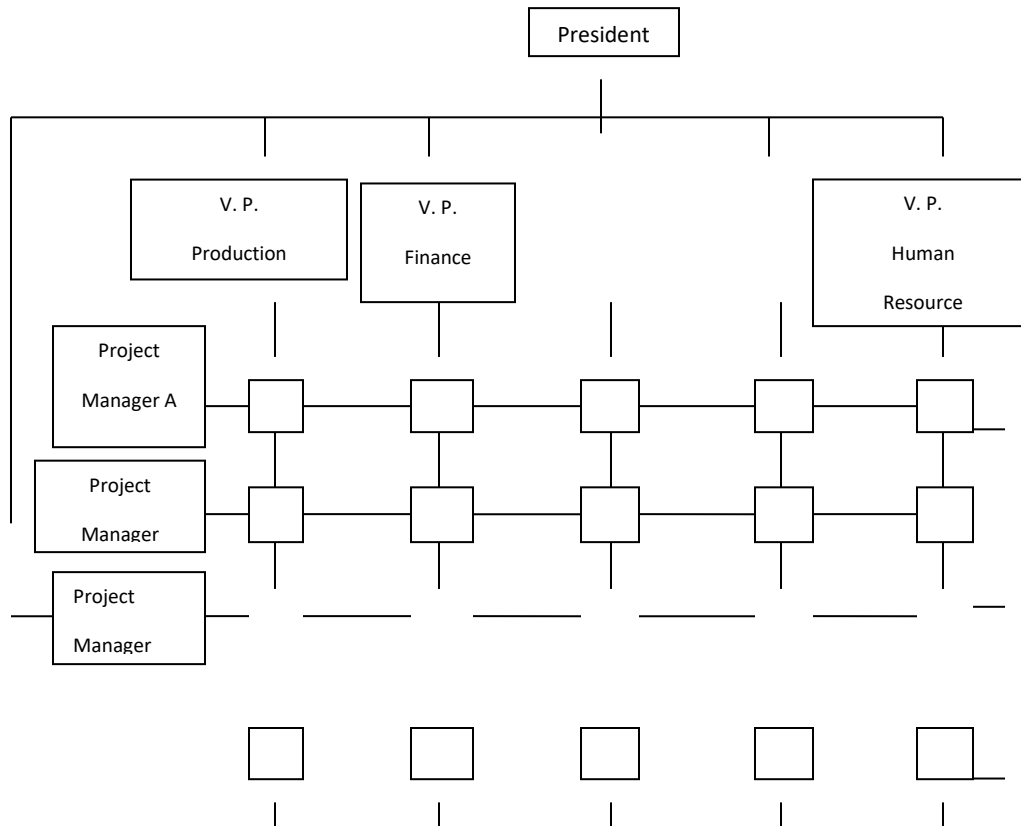 President
V. P.
Production
V. P.
Finance
V. P.
Human
Resource
Project
Manager A
Project
Manager
Project
Manager